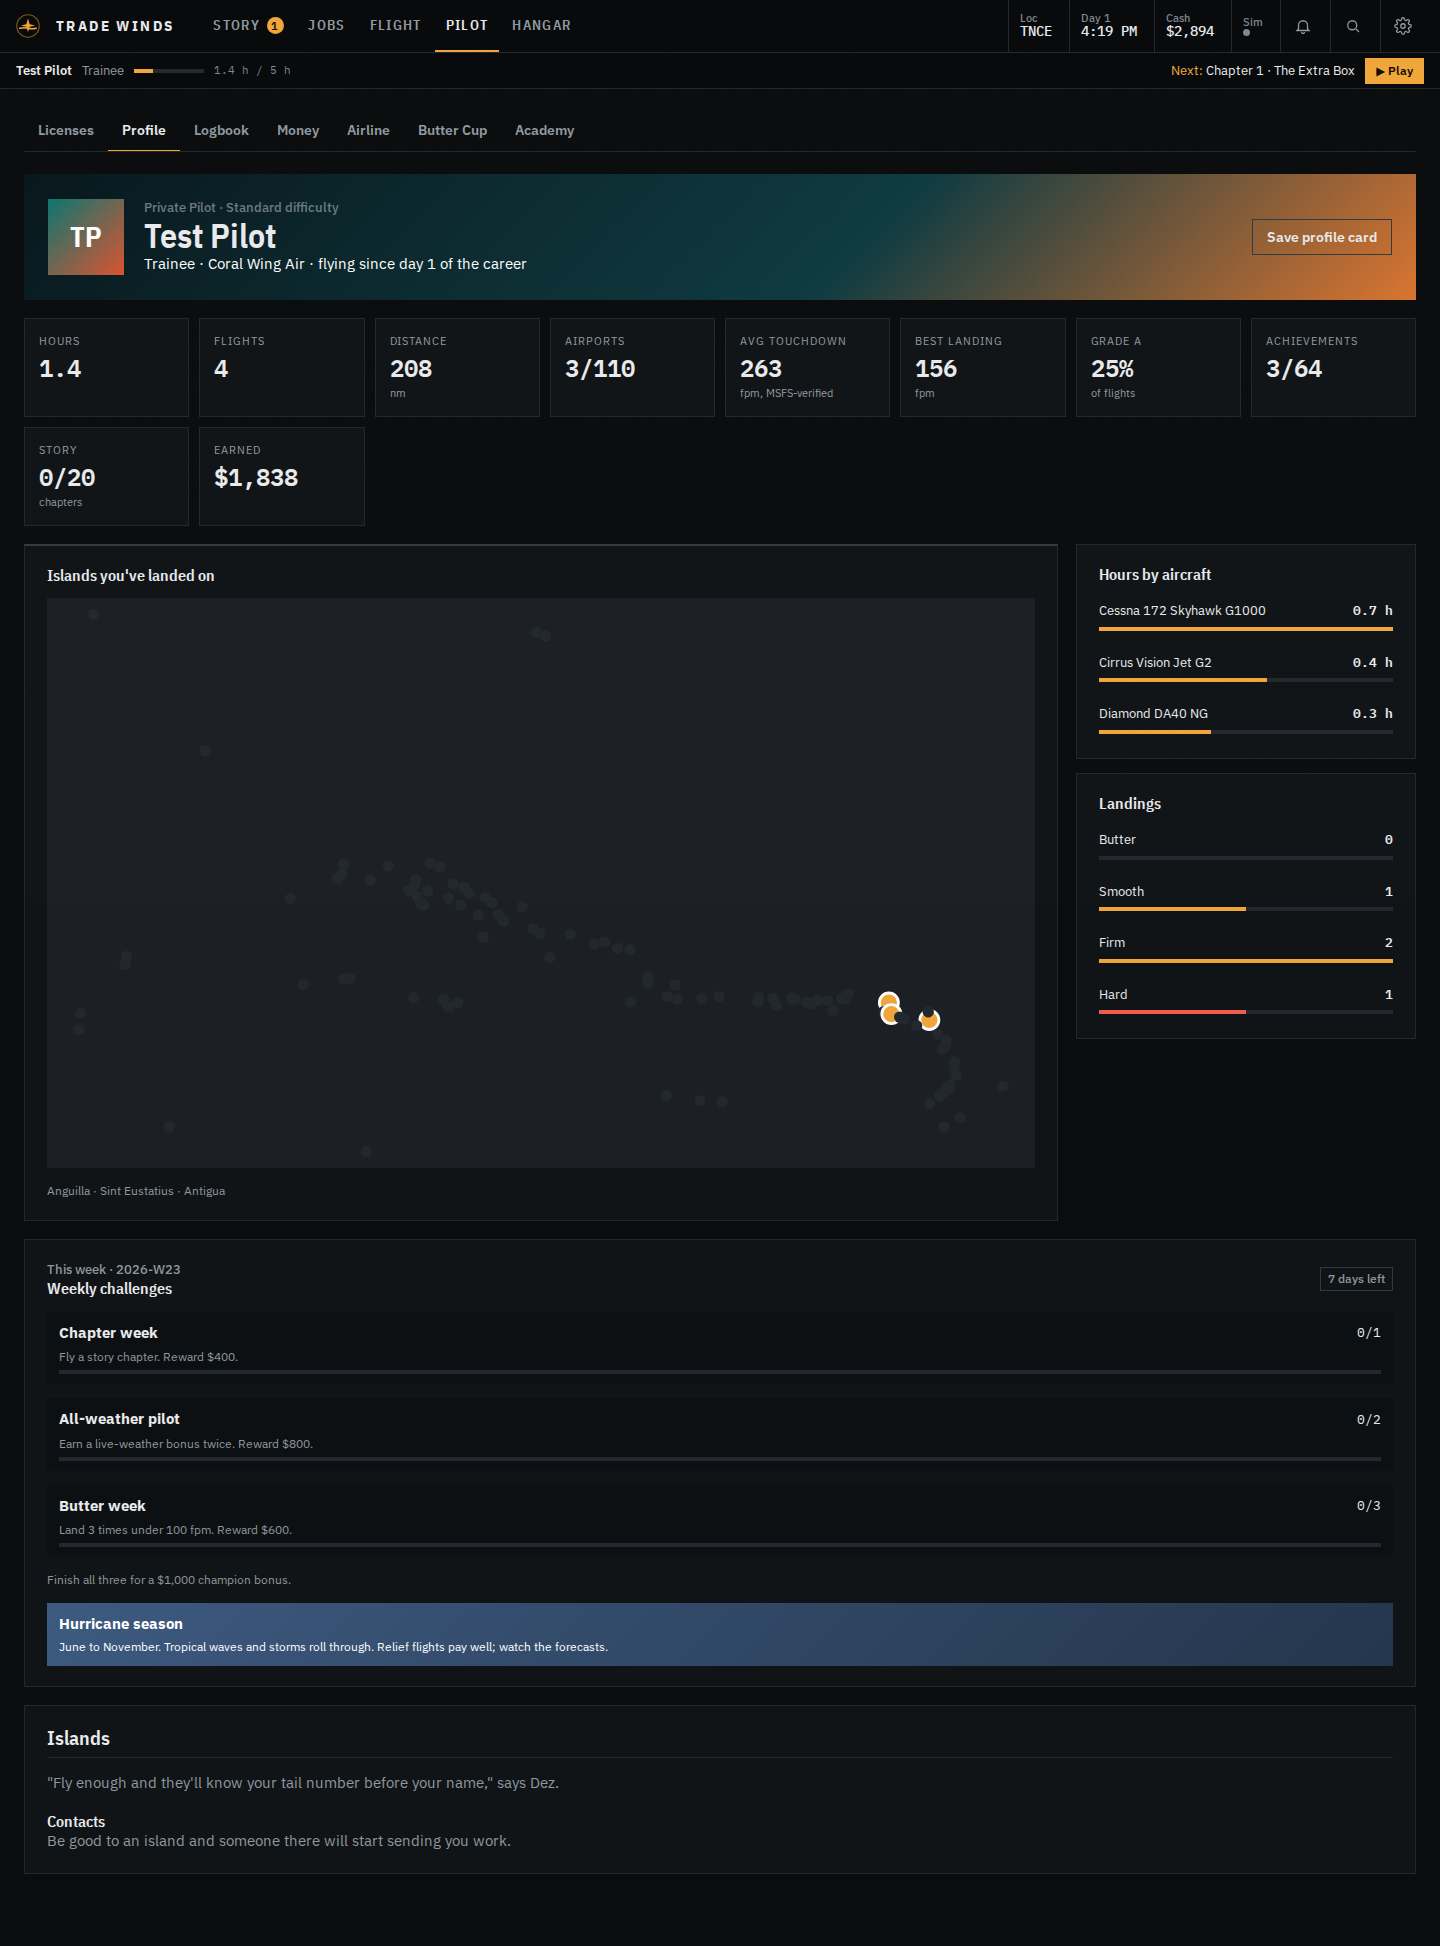 TRADE WINDS
STORY 1 JOBS FLIGHT PILOT HANGAR
Loc
TNCE
Day 1
4:19 PM
Cash
$2,894
Sim
Test Pilot Trainee 1.4 h / 5 h
Next: Chapter 1 · The Extra Box ▶ Play
Licenses Profile Logbook Money Airline Butter Cup Academy
TP
Private Pilot · Standard difficulty
Test Pilot
Trainee · Coral Wing Air · flying since day 1 of the career
Save profile card
HOURS
1.4
FLIGHTS
4
DISTANCE
208
nm
AIRPORTS
3/110
AVG TOUCHDOWN
263
fpm, MSFS-verified
BEST LANDING
156
fpm
GRADE A
25%
of flights
ACHIEVEMENTS
3/64
STORY
0/20
chapters
EARNED
$1,838
Islands you've landed on
Anguilla · Sint Eustatius · Antigua
Hours by aircraft
Cessna 172 Skyhawk G1000 0.7 h
Cirrus Vision Jet G2 0.4 h
Diamond DA40 NG 0.3 h
Landings
Butter 0
Smooth 1
Firm 2
Hard 1
This week · 2026-W23
Weekly challenges
7 days left
Chapter week 0/1
Fly a story chapter. Reward $400.
All-weather pilot 0/2
Earn a live-weather bonus twice. Reward $800.
Butter week 0/3
Land 3 times under 100 fpm. Reward $600.
Finish all three for a $1,000 champion bonus.
Hurricane season
June to November. Tropical waves and storms roll through. Relief flights pay well; watch the forecasts.
Islands
"Fly enough and they'll know your tail number before your name," says Dez.
Contacts
Be good to an island and someone there will start sending you work.